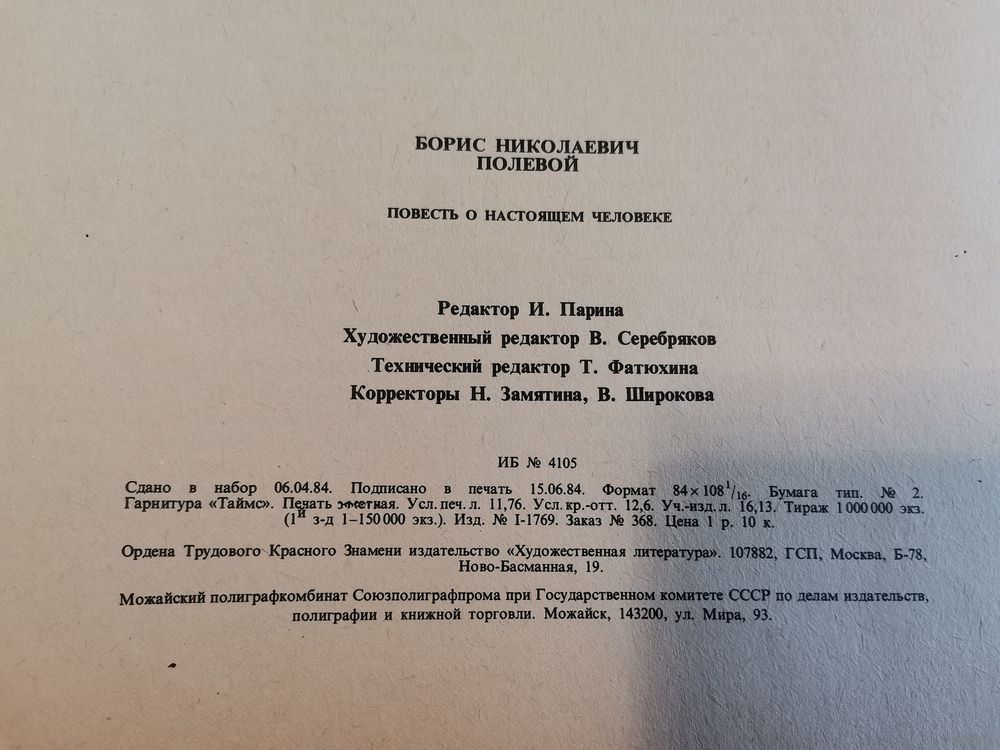 БОРИС НИКОЛАЕВИЧ
ПОЛЕВОЙ
ПОВЕСТЬ О НАСТОЯЩЕМ ЧЕЛОВЕКЕ
Редактор И. Парина
Художественный редактор В. Серебряков
Технический редактор Т. Фатюхина
Корректоры Н. Замятина, В. Широкова
ИБ № 4105
Сдано в набор 06.04.84. Подписано в печать 15.06.84. Формат 84×108 1/16. Бумага тип. № 2.
Гарнитура «Таймс». Печать Усл. печ. л. 11,76. Усл. кр.-отт. 12,6. Уч.-изд. л. 16,13. Тираж 1 000 000 экз.
(1й з-д 1–150 000 экз.). Изд. № I-1769. Заказ № 368. Цена 1 р. 10 к.
Ордена Трудового Красного Знамени издательство «Художественная литература». 107882, ГСП, Москва, Б-78,
Ново-Басманная, 19.
Можайский полиграфкомбинат Союзполиграфпрома при Государственном комитете СССР по делам издательств,
полиграфии и книжной торговли. Можайск, 143200, ул. Мира, 93.